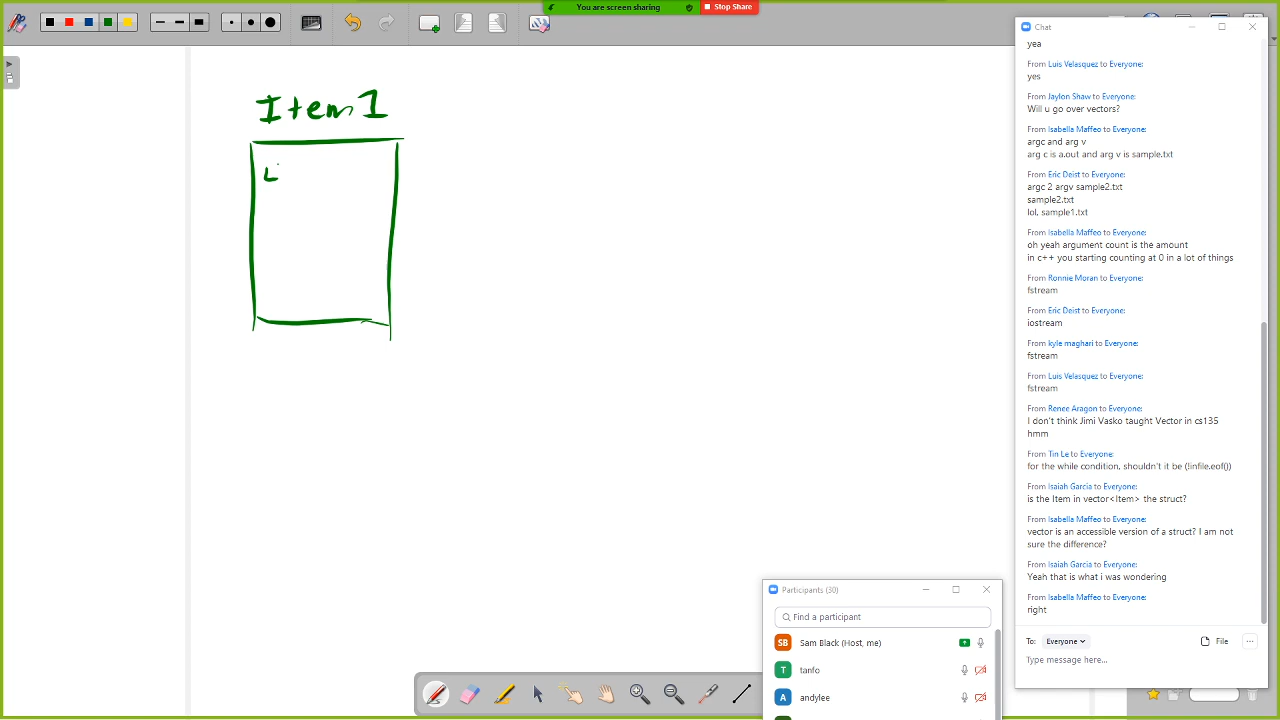 You are screen sharing
Stop Share
Item 1
Chat
yea
From Luis Velasquez to Everyone:
yes
From Jaylon Shaw to Everyone:
Will u go over vectors?
From Isabella Maffeo to Everyone:
argc and arg v
arg c is a.out and arg v is sample.txt
From Eric Deist to Everyone:
argc 2 argv sample2.txt
sample2.txt
lol, sample1.txt
From Isabella Maffeo to Everyone:
oh yeah argument count is the amount
in c++ you starting counting at 0 in a lot of things
From Ronnie Moran to Everyone:
fstream
From Eric Deist to Everyone:
iostream
From kyle maghari to Everyone:
fstream
From Luis Velasquez to Everyone:
fstream
From Renee Aragon to Everyone:
I don't think Jimi Vasko taught Vector in cs135
hmm
From Tin Le to Everyone:
for the while condition, shouldn't it be (!infile.eof())
From Isaiah Garcia to Everyone:
is the Item in vector<Item> the struct?
From Isabella Maffeo to Everyone:
vector is an accessible version of a struct? I am not
sure the difference?
From Isaiah Garcia to Everyone:
Yeah that is what i was wondering
From Isabella Maffeo to Everyone:
right
To: Everyone
File
Type message here...
Participants (30)
Find a participant
SB Sam Black (Host, me)
T tanfo
A andylee